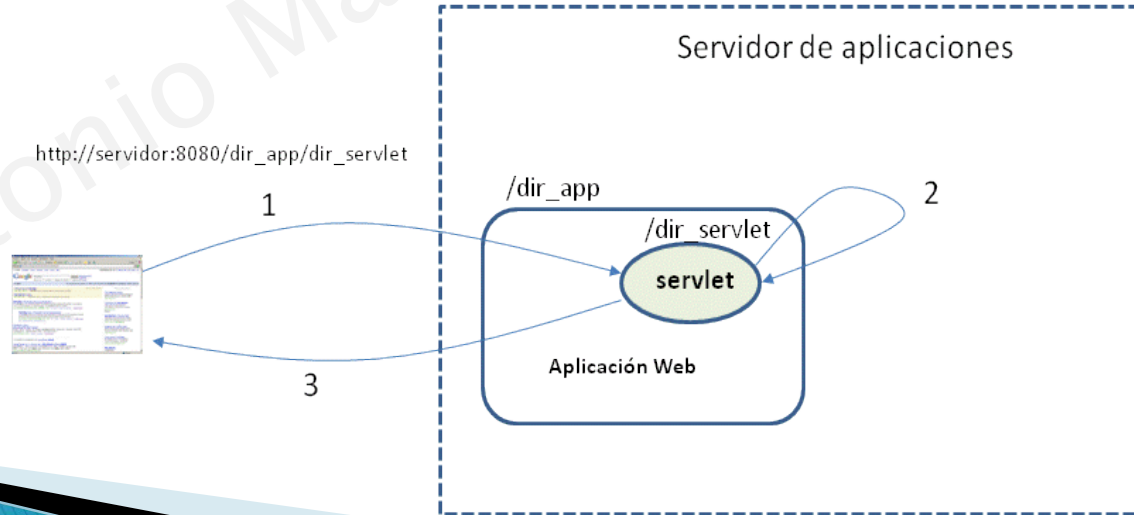 Servidor de aplicaciones
http://servidor:8080/dir_app/dir_servlet
/dir_app
1
2
/dir_servlet
servlet
Aplicación Web
3